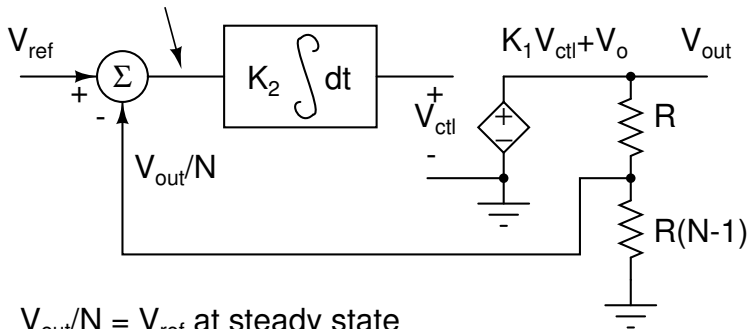 V_ref
K_1V_ctl+V_o
V_out
+
-
Σ
K_2 ∫ dt
+
V_ctl
-
+
−
R
V_out/N
R(N-1)
V_out/N = V_ref at steady state